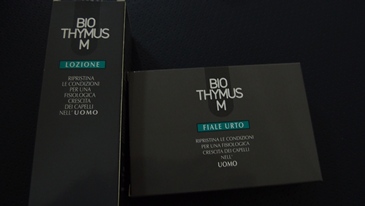 BIO
THYMUS
M
LOZIONE
RIPRISTINA
LE CONDIZIONI
PER UNA
FISIOLOGICA
CRESCITA
DEI CAPELLI
NELL'UOMO
BIO
THYMUS
M
FIALE URTO
RIPRISTINA LE CONDIZIONI
PER UNA FISIOLOGICA
CRESCITA DEI CAPELLI
NELL'
UOMO